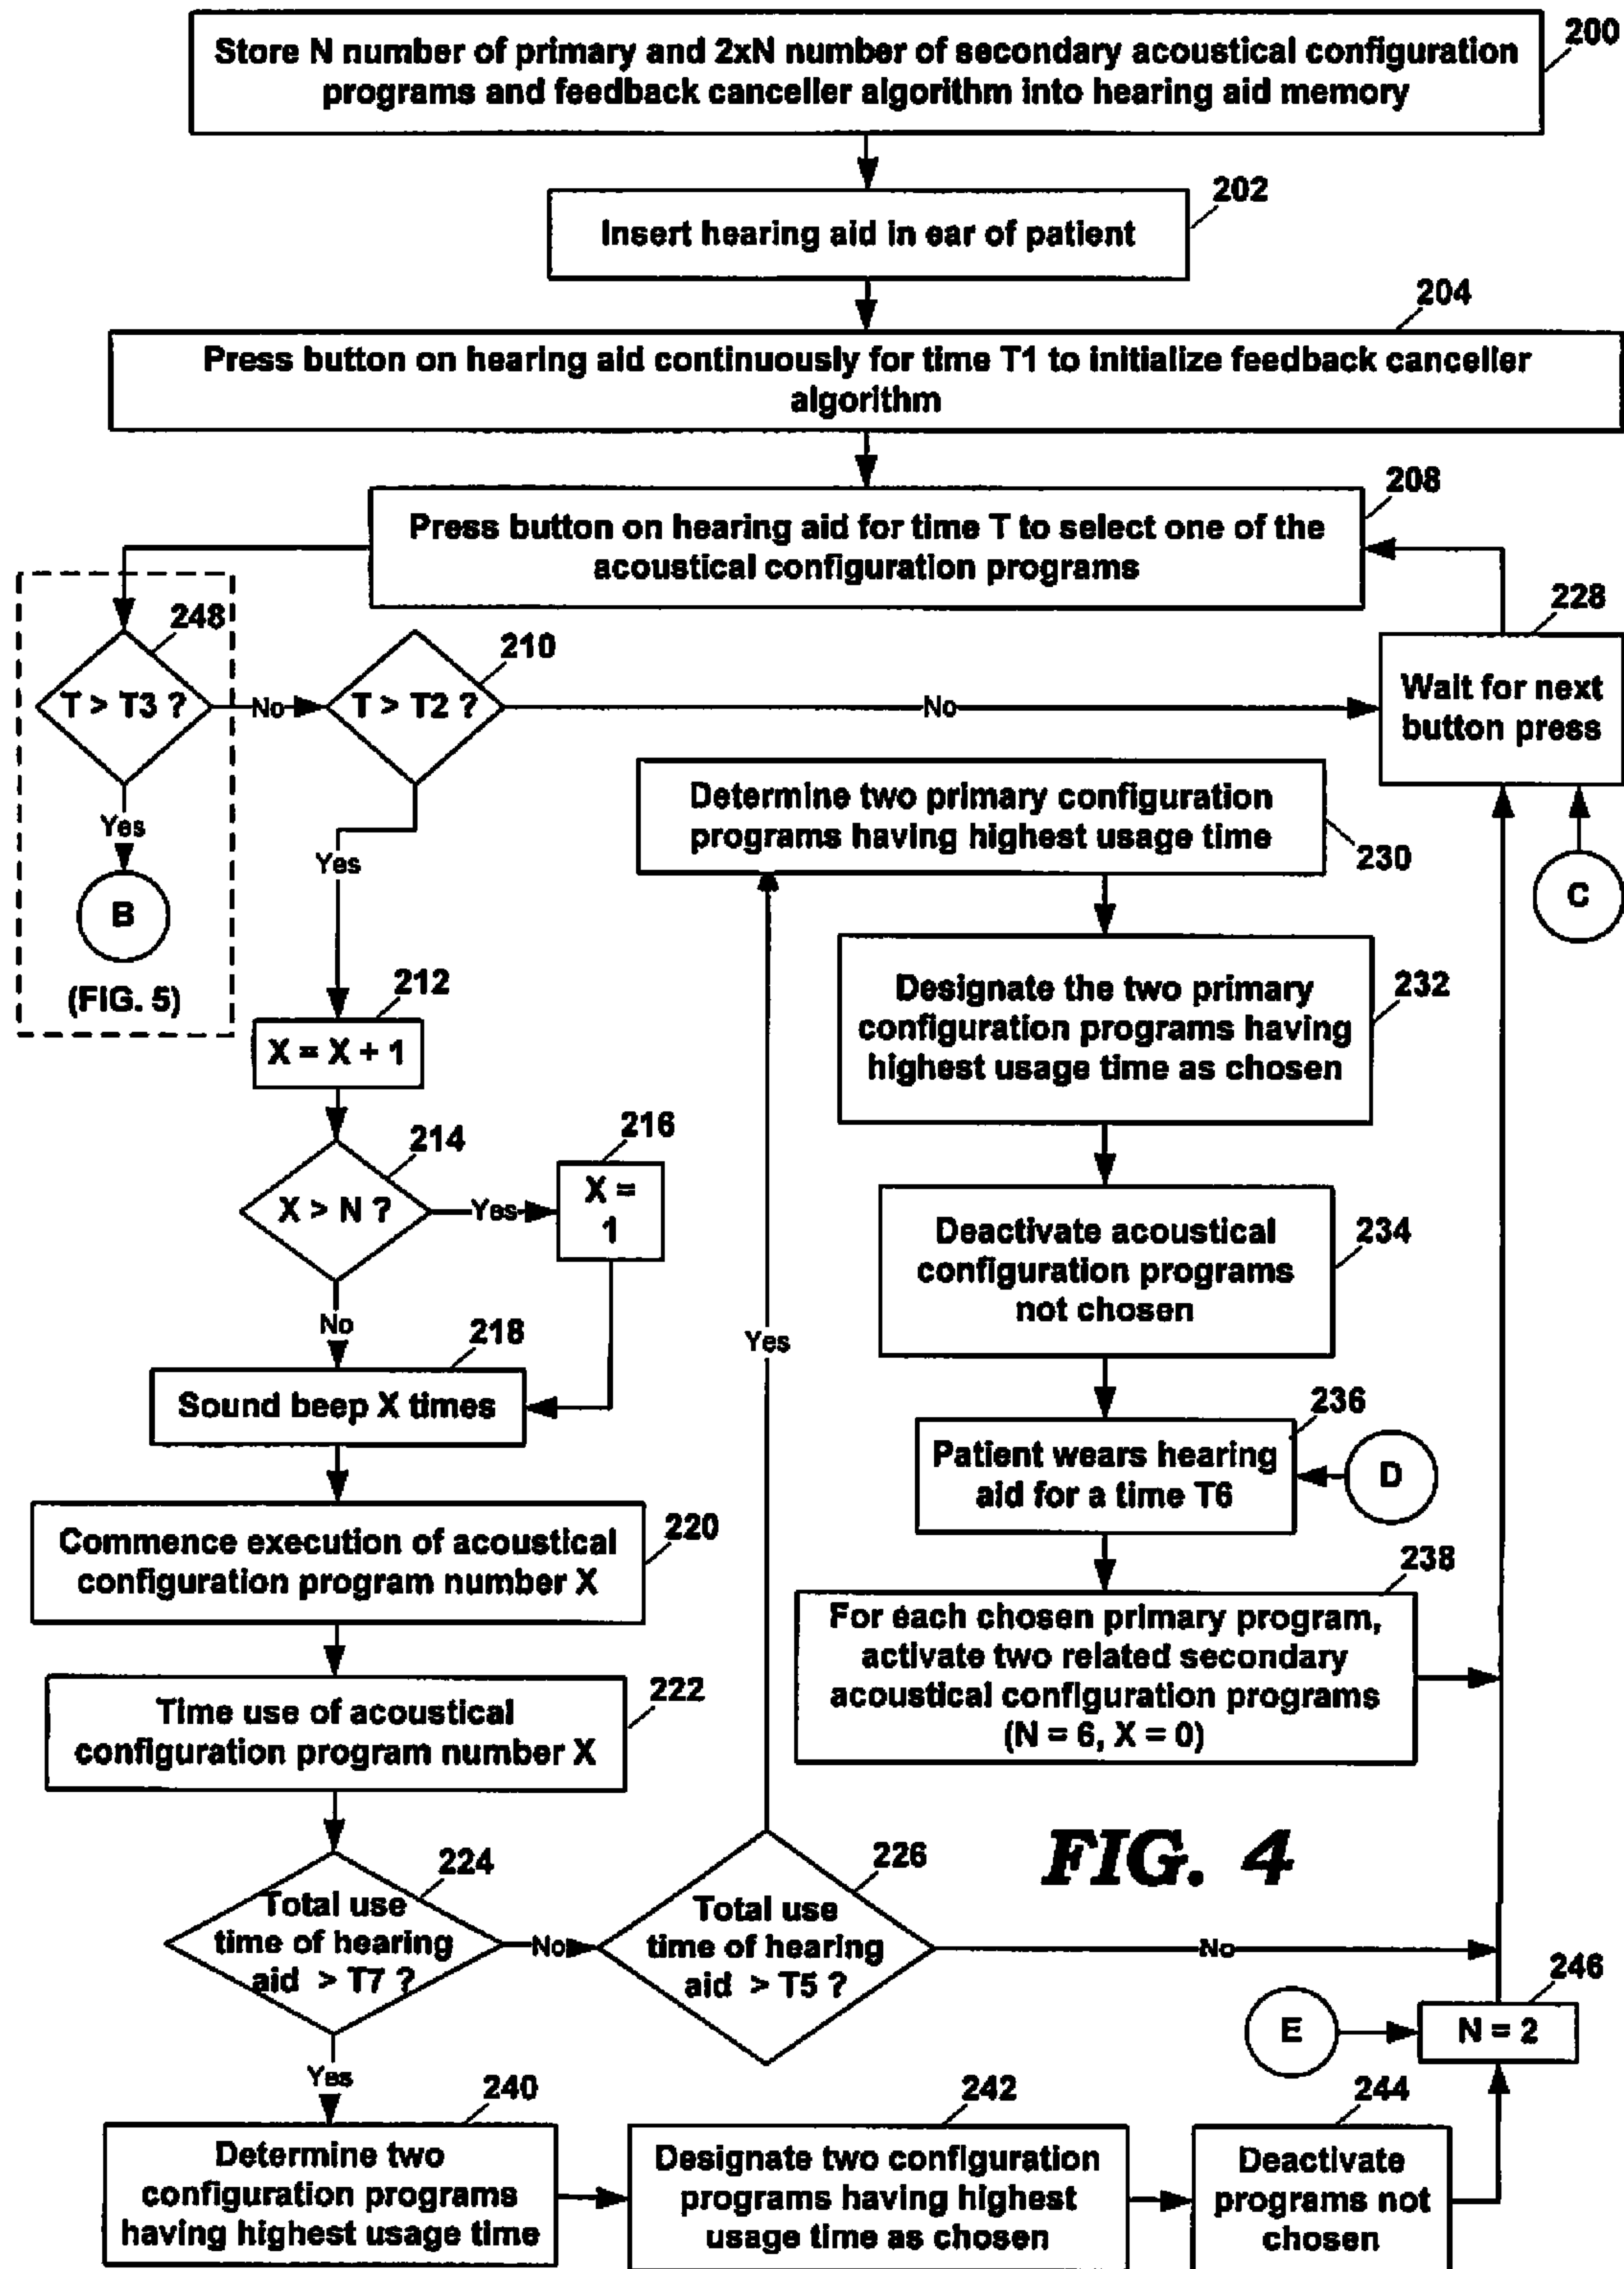 200
Store N number of primary and 2xN number of secondary acoustical configuration
programs and feedback canceller algorithm into hearing aid memory
202
Insert hearing aid in ear of patient
204
Press button on hearing aid continuously for time T1 to initialize feedback canceller
algorithm
208
Press button on hearing aid for time T to select one of the
acoustical configuration programs
248
T > T3 ?
No
210
T > T2 ?
No
228
Wait for next
button press
Yes
B
(FIG. 5)
Yes
C
Determine two primary configuration
programs having highest usage time
230
212
X = X + 1
Designate the two primary
configuration programs having
highest usage time as chosen
232
214
X > N ?
Yes
216
X =
1
No
Deactivate acoustical
configuration programs
not chosen
234
218
Sound beep X times
Yes
236
Patient wears hearing
aid for a time T6
D
Commence execution of acoustical
configuration program number X
220
238
For each chosen primary program,
activate two related secondary
acoustical configuration programs
(N = 6, X = 0)
Time use of acoustical
configuration program number X
222
FIG. 4
224
Total use
time of hearing
aid > T7 ?
No
226
Total use
time of hearing
aid > T5 ?
No
246
N = 2
E
Yes
240
Determine two
configuration programs
having highest usage time
242
Designate two configuration
programs having highest
usage time as chosen
244
Deactivate
programs not
chosen